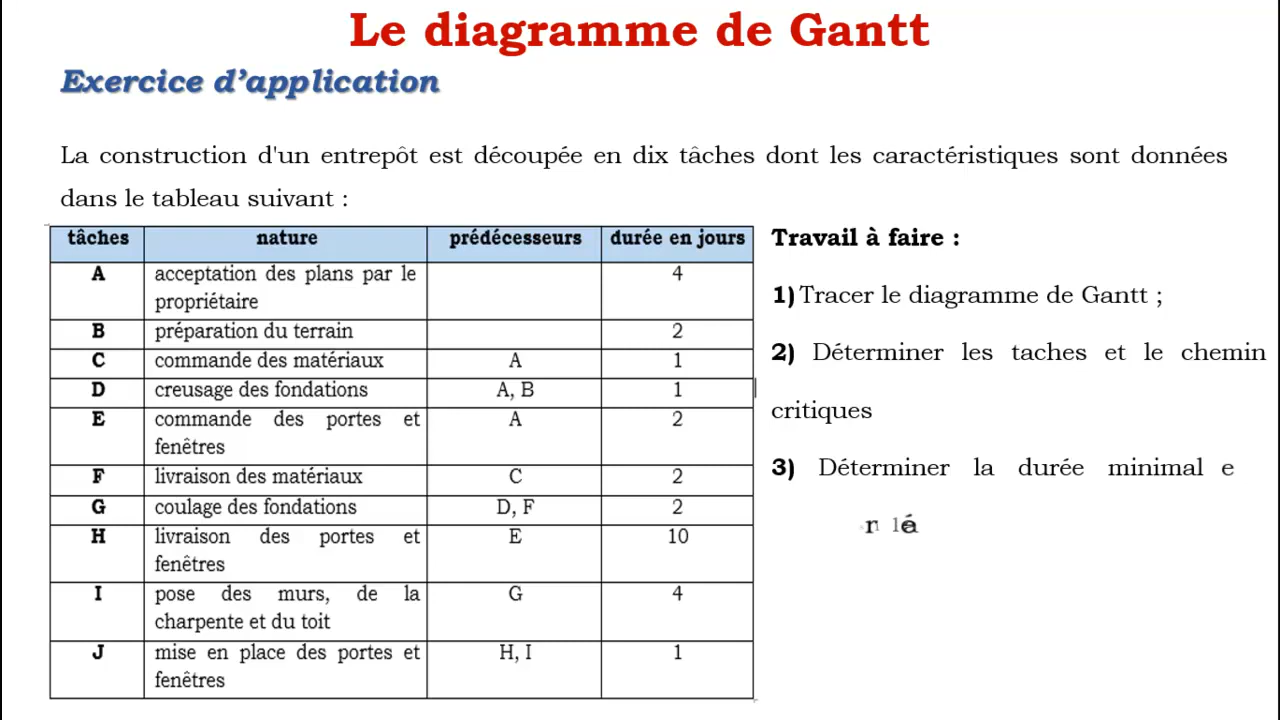 Le diagramme de Gantt
Exercice d'application
La construction d'un entrepôt est découpée en dix tâches dont les caractéristiques sont données
dans le tableau suivant :
tâches nature prédécesseurs durée en jours
A acceptation des plans par le 4
propriétaire
B préparation du terrain 2
C commande des matériaux A 1
D creusage des fondations A, B 1
E commande des portes et A 2
fenêtres
F livraison des matériaux C 2
G coulage des fondations D, F 2
H livraison des portes et E 10
fenêtres
I pose des murs, de la G 4
charpente et du toit
J mise en place des portes et H, I 1
fenêtres
Travail à faire :
1) Tracer le diagramme de Gantt ;
2) Déterminer les taches et le chemin
critiques
3) Déterminer la durée minimal e